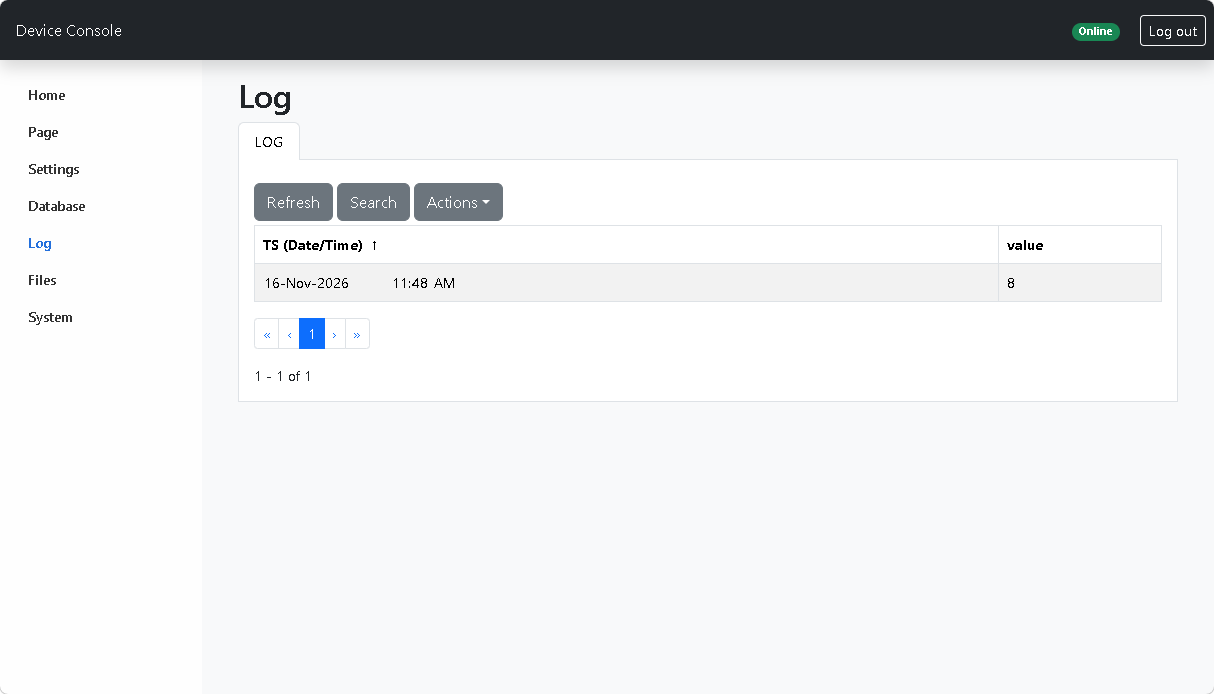 Device Console
Online
Log out
Home
Page
Settings
Database
Log
Files
System
Log
LOG
Refresh
Search
Actions
TS (Date/Time) ↑ value
16-Nov-2026 11:48 AM 8
« ‹ 1 › »
1 - 1 of 1